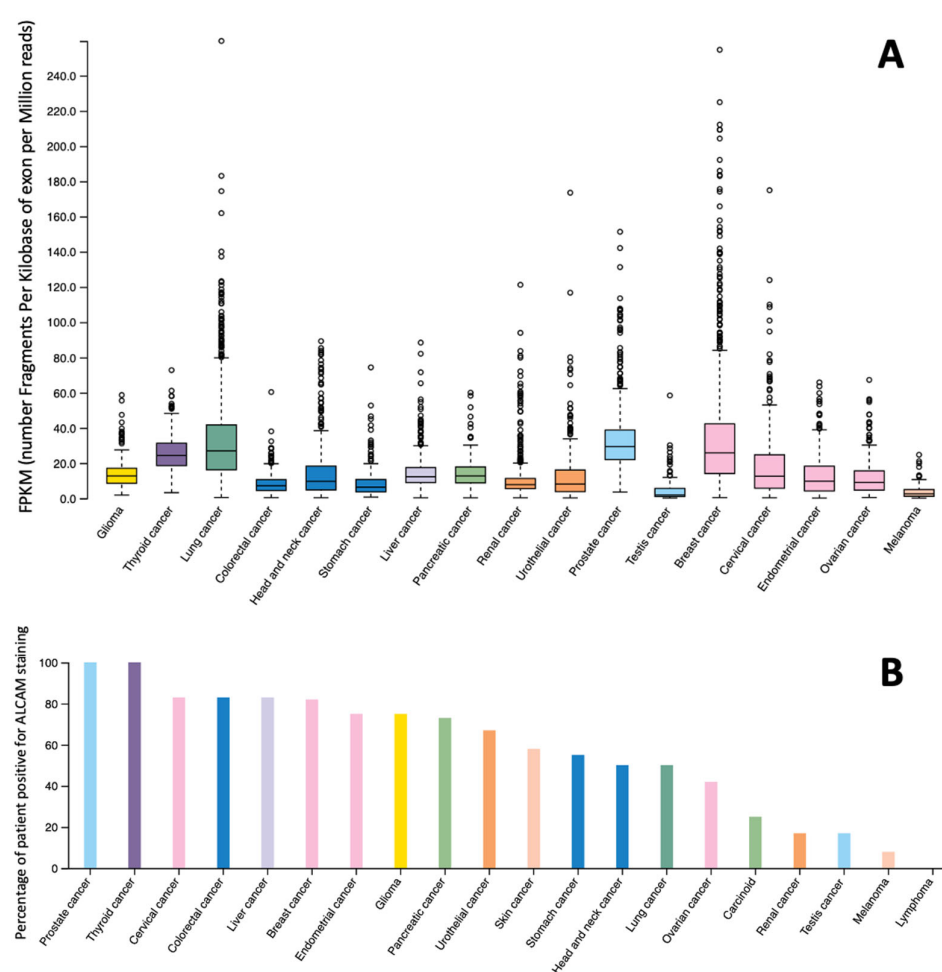 A
FPKM (number Fragments Per Kilobase of exon per Million reads)
240.0
220.0
200.0
180.0
160.0
140.0
120.0
100.0
80.0
60.0
40.0
20.0
0.0
Glioma
Thyroid cancer
Lung cancer
Colorectal cancer
Head and neck cancer
Stomach cancer
Liver cancer
Pancreatic cancer
Renal cancer
Urothelial cancer
Prostate cancer
Testis cancer
Breast cancer
Cervical cancer
Endometrial cancer
Ovarian cancer
Melanoma
B
Percentage of patient positive for ALCAM staining
100
80
60
40
20
0
Prostate cancer
Thyroid cancer
Cervical cancer
Colorectal cancer
Liver cancer
Breast cancer
Endometrial cancer
Glioma
Pancreatic cancer
Urothelial cancer
Skin cancer
Stomach cancer
Head and neck cancer
Lung cancer
Ovarian cancer
Carcinoid
Renal cancer
Testis cancer
Melanoma
Lymphoma